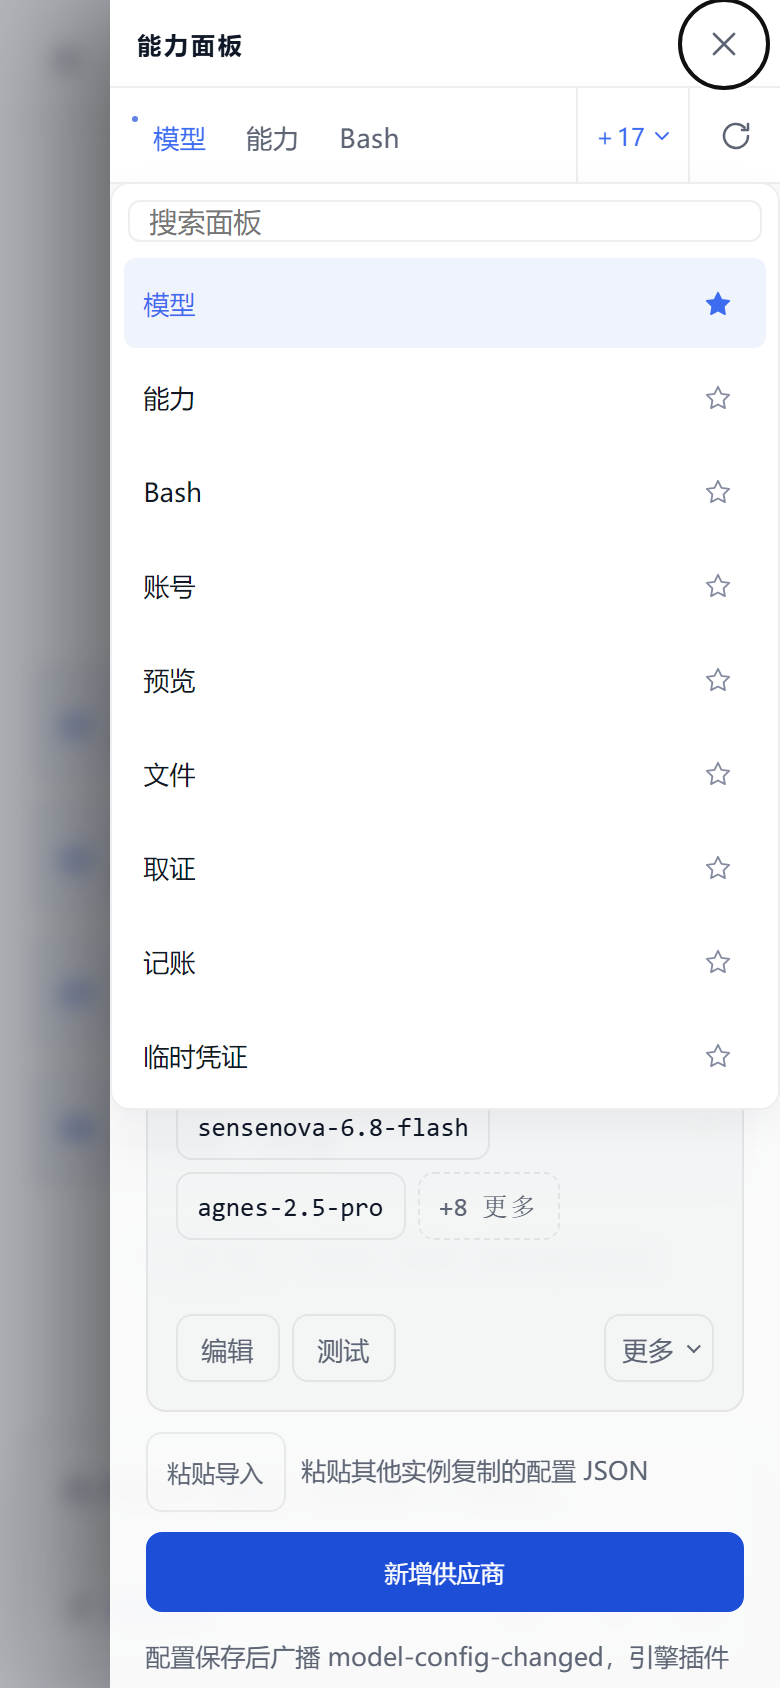 能力面板
模型 能力 Bash + 17
搜索面板
模型
能力
Bash
账号
预览
文件
取证
记账
临时凭证
sensenova-6.8-flash
agnes-2.5-pro +8 更多
编辑 测试 更多
粘贴导入 粘贴其他实例复制的配置 JSON
新增供应商
配置保存后广播 model-config-changed，引擎插件